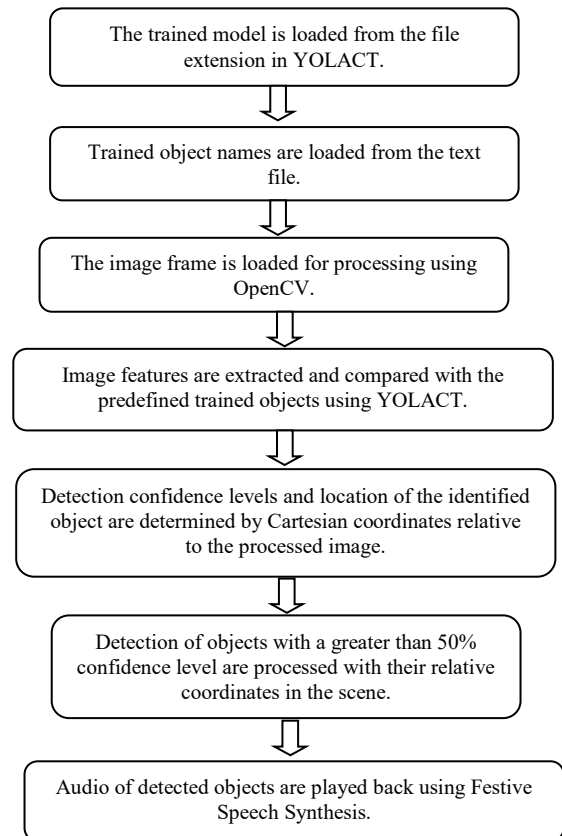 The trained model is loaded from the file
extension in YOLACT.
Trained object names are loaded from the text
file.
The image frame is loaded for processing using
OpenCV.
Image features are extracted and compared with the
predefined trained objects using YOLACT.
Detection confidence levels and location of the identified
object are determined by Cartesian coordinates relative
to the processed image.
Detection of objects with a greater than 50%
confidence level are processed with their relative
coordinates in the scene.
Audio of detected objects are played back using Festive
Speech Synthesis.